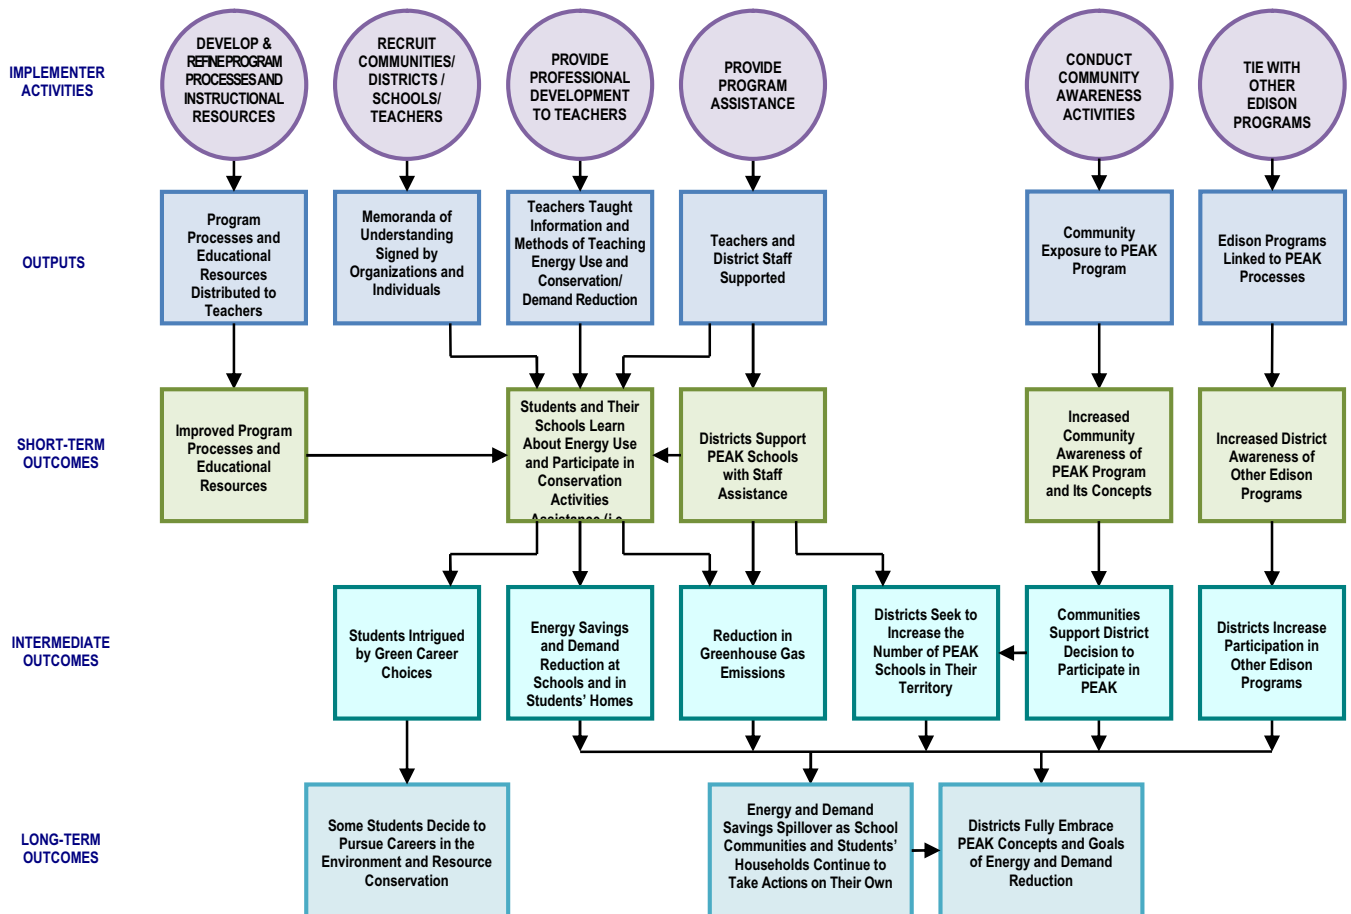 IMPLEMENTER
ACTIVITIES
DEVELOP &
REFINE PROGRAM
PROCESSES AND
INSTRUCTIONAL
RESOURCES
RECRUIT
COMMUNITIES/
DISTRICTS /
SCHOOLS/
TEACHERS
PROVIDE
PROFESSIONAL
DEVELOPMENT
TO TEACHERS
PROVIDE
PROGRAM
ASSISTANCE
CONDUCT
COMMUNITY
AWARENESS
ACTIVITIES
TIE WITH
OTHER
EDISON
PROGRAMS
OUTPUTS
Program
Processes and
Educational
Resources
Distributed to
Teachers
Memoranda of
Understanding
Signed by
Organizations and
Individuals
Teachers Taught
Information and
Methods of Teaching
Energy Use and
Conservation/
Demand Reduction
Teachers and
District Staff
Supported
Community
Exposure to PEAK
Program
Edison Programs
Linked to PEAK
Processes
SHORT-TERM
OUTCOMES
Improved Program
Processes and
Educational
Resources
Students and Their
Schools Learn
About Energy Use
and Participate in
Conservation
Activities
Assistance (i.e.
Districts Support
PEAK Schools
with Staff
Assistance
Increased
Community
Awareness of
PEAK Program
and Its Concepts
Increased District
Awareness of
Other Edison
Programs
INTERMEDIATE
OUTCOMES
Students Intrigued
by Green Career
Choices
Energy Savings
and Demand
Reduction at
Schools and in
Students' Homes
Reduction in
Greenhouse Gas
Emissions
Districts Seek to
Increase the
Number of PEAK
Schools in Their
Territory
Communities
Support District
Decision to
Participate in
PEAK
Districts Increase
Participation in
Other Edison
Programs
LONG-TERM
OUTCOMES
Some Students Decide to
Pursue Careers in the
Environment and Resource
Conservation
Energy and Demand
Savings Spillover as School
Communities and Students'
Households Continue to
Take Actions on Their Own
Districts Fully Embrace
PEAK Concepts and Goals
of Energy and Demand
Reduction